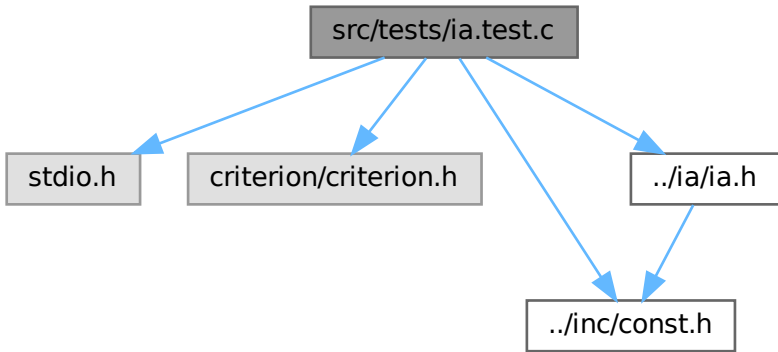 src/tests/ia.test.c
stdio.h
criterion/criterion.h
../ia/ia.h
../inc/const.h